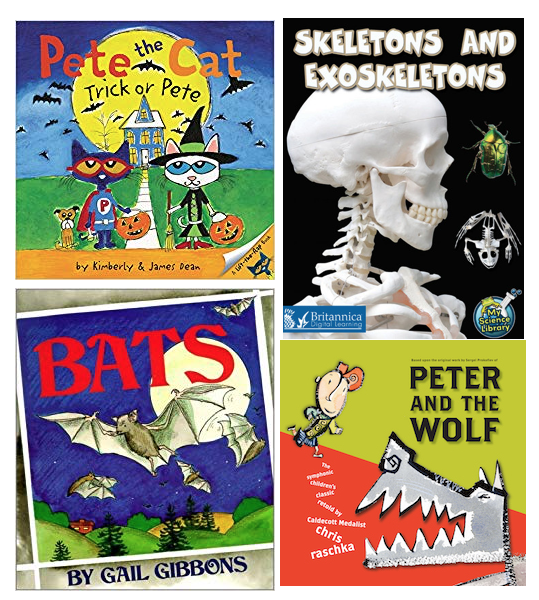 Pete the Cat
Trick or Pete
P
by Kimberly & James Dean
A Lift-the-Flap Book
SKELETONS AND
EXOSKELETONS
Britannica
Digital Learning
My
Science
Library
BATS
BY GAIL GIBBONS
Based upon the original work by Sergei Prokofiev
PETER
AND THE
WOLF
The
symphonic
children's
classic
retold by
Caldecott Medalist
chris
raschka